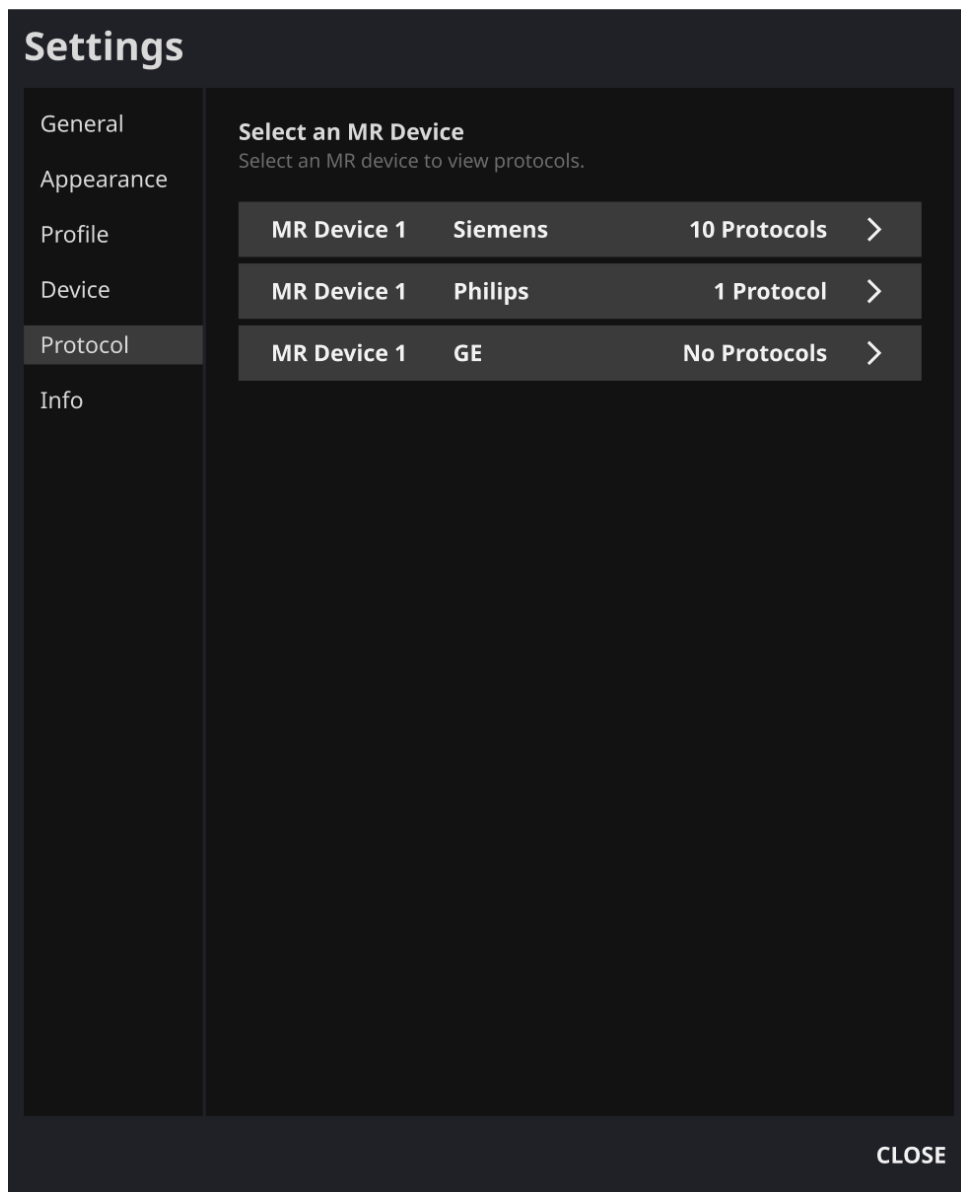 Settings
General
Appearance
Profile
Device
Protocol
Info
Select an MR Device
Select an MR device to view protocols.
MR Device 1 Siemens 10 Protocols
MR Device 1 Philips 1 Protocol
MR Device 1 GE No Protocols
CLOSE